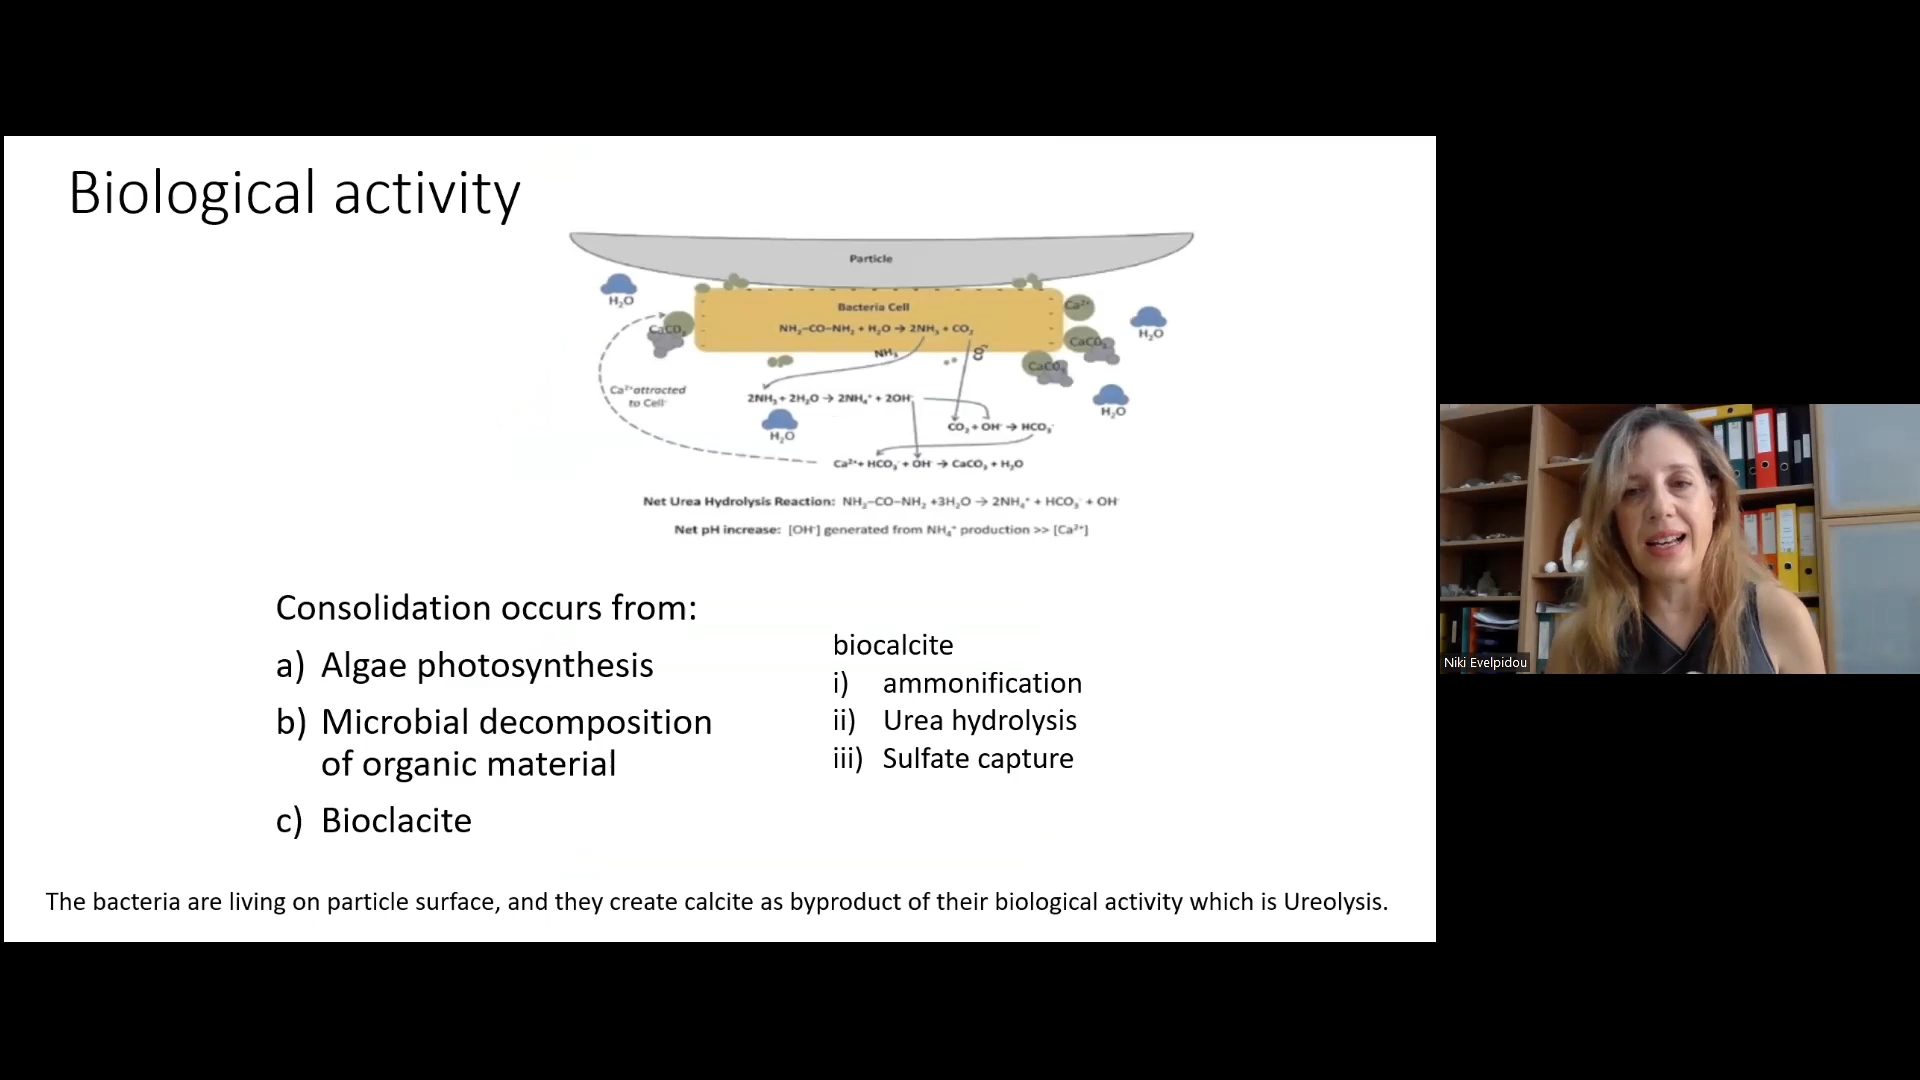 Biological activity
Particle
H₂O
Bacteria Cell
NH₂–CO–NH₂ + H₂O → 2NH₃ + CO₂
Ca²⁺
H₂O
CaCO₃
CaCO₃
NH₃
CO₂
CaCO₃
Ca²⁺attracted
to Cell⁻
2NH₃ + 2H₂O → 2NH₄⁺ + 2OH⁻
H₂O
H₂O
CO₂ + OH⁻ → HCO₃⁻
Ca²⁺+ HCO₃⁻ + OH⁻ → CaCO₃ + H₂O
Net Urea Hydrolysis Reaction: NH₂–CO–NH₂ +3H₂O → 2NH₄⁺ + HCO₃⁻ + OH⁻
Net pH increase: [OH⁻] generated from NH₄⁺ production >> [Ca²⁺]
Consolidation occurs from:
a) Algae photosynthesis
b) Microbial decomposition
of organic material
c) Bioclacite
biocalcite
i) ammonification
ii) Urea hydrolysis
iii) Sulfate capture
The bacteria are living on particle surface, and they create calcite as byproduct of their biological activity which is Ureolysis.
Niki Evelpidou